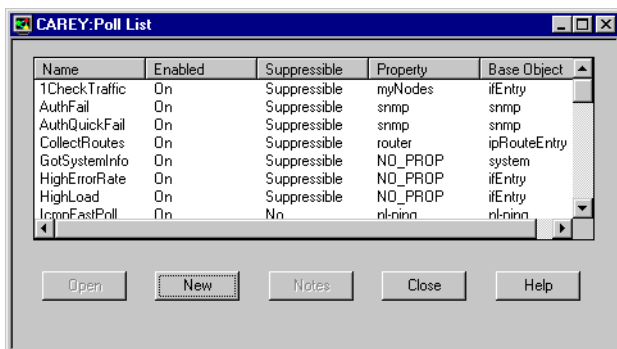 CAREY:Poll List
Name Enabled Suppressible Property Base Object
1CheckTraffic On Suppressible myNodes ifEntry
AuthFail On Suppressible snmp snmp
AuthQuickFail On Suppressible snmp snmp
CollectRoutes On Suppressible router ipRouteEntry
GotSystemInfo On Suppressible NO_PROP system
HighErrorRate On Suppressible NO_PROP ifEntry
HighLoad On Suppressible NO_PROP ifEntry
IcmpFastPoll On No nl-ping nl-ping
Open New Notes Close Help